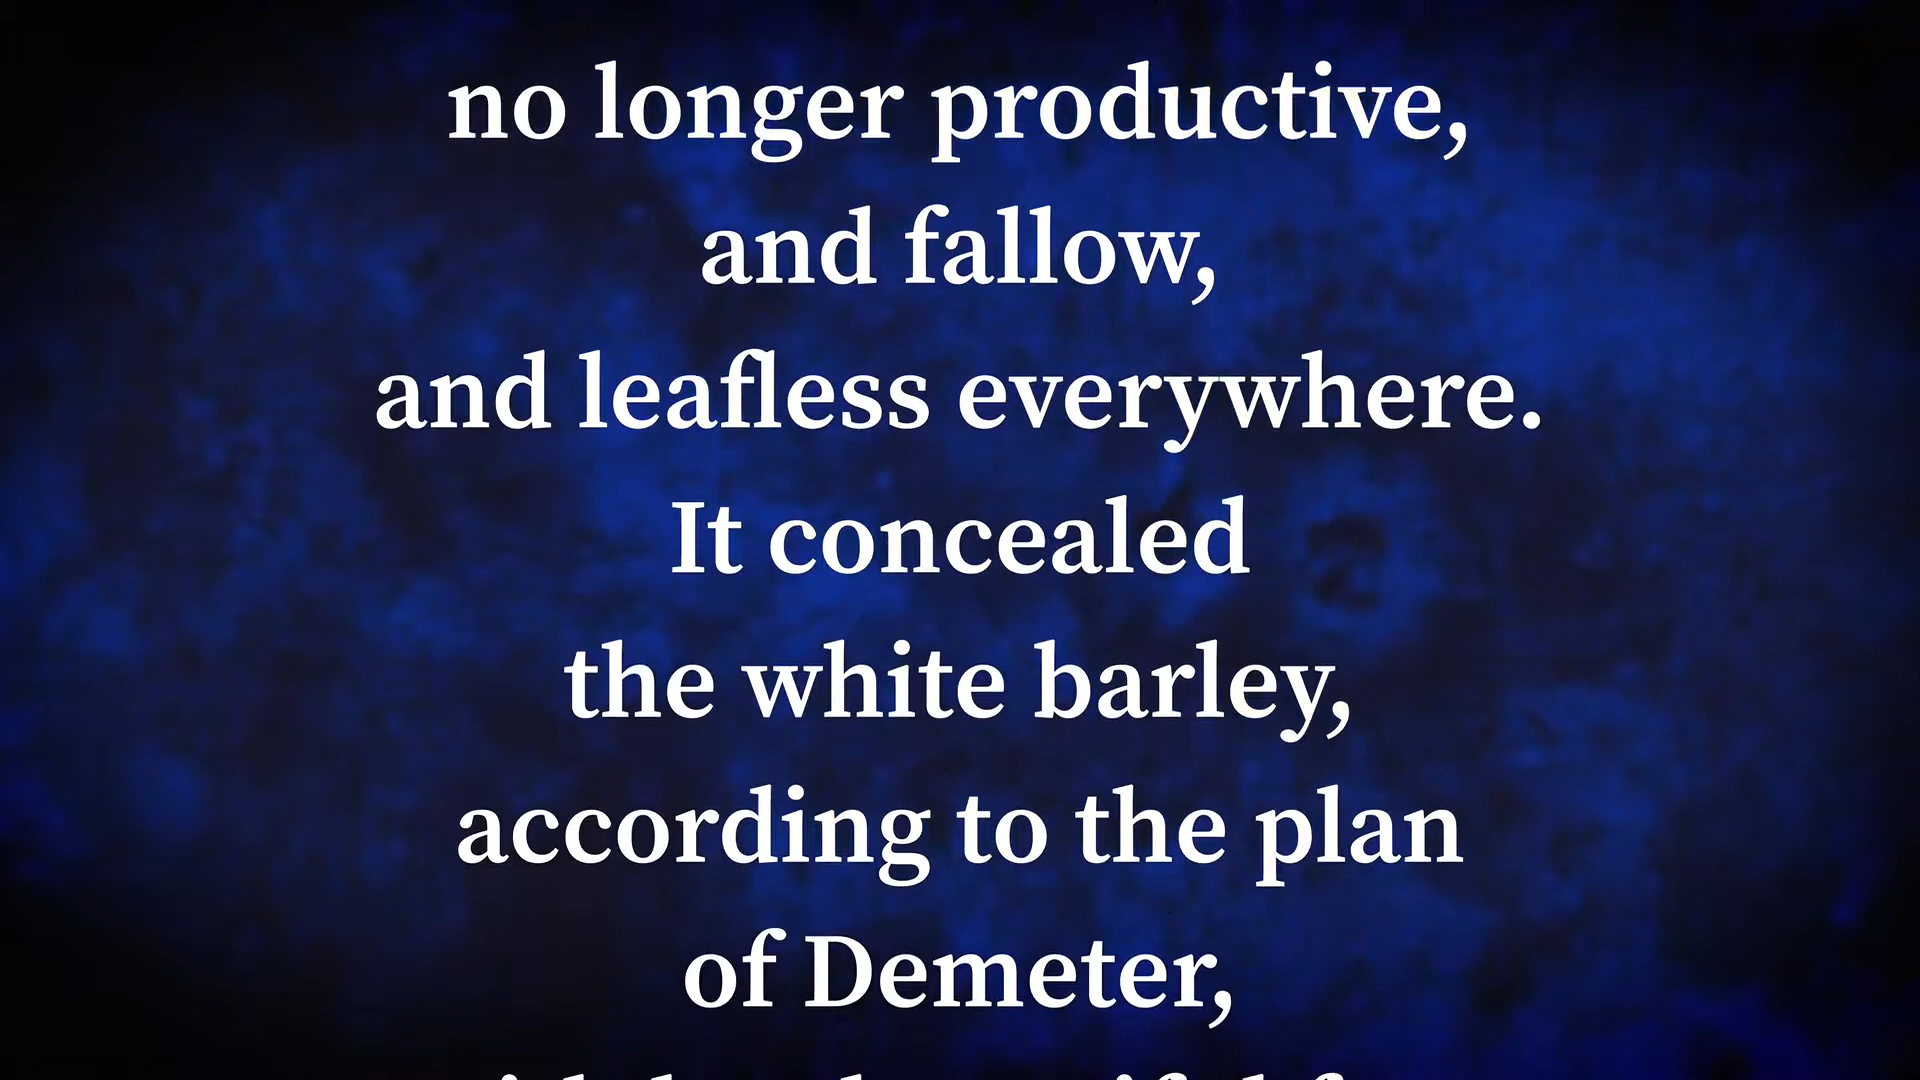 no longer productive,
and fallow,
and leafless everywhere.
It concealed
the white barley,
according to the plan
of Demeter,